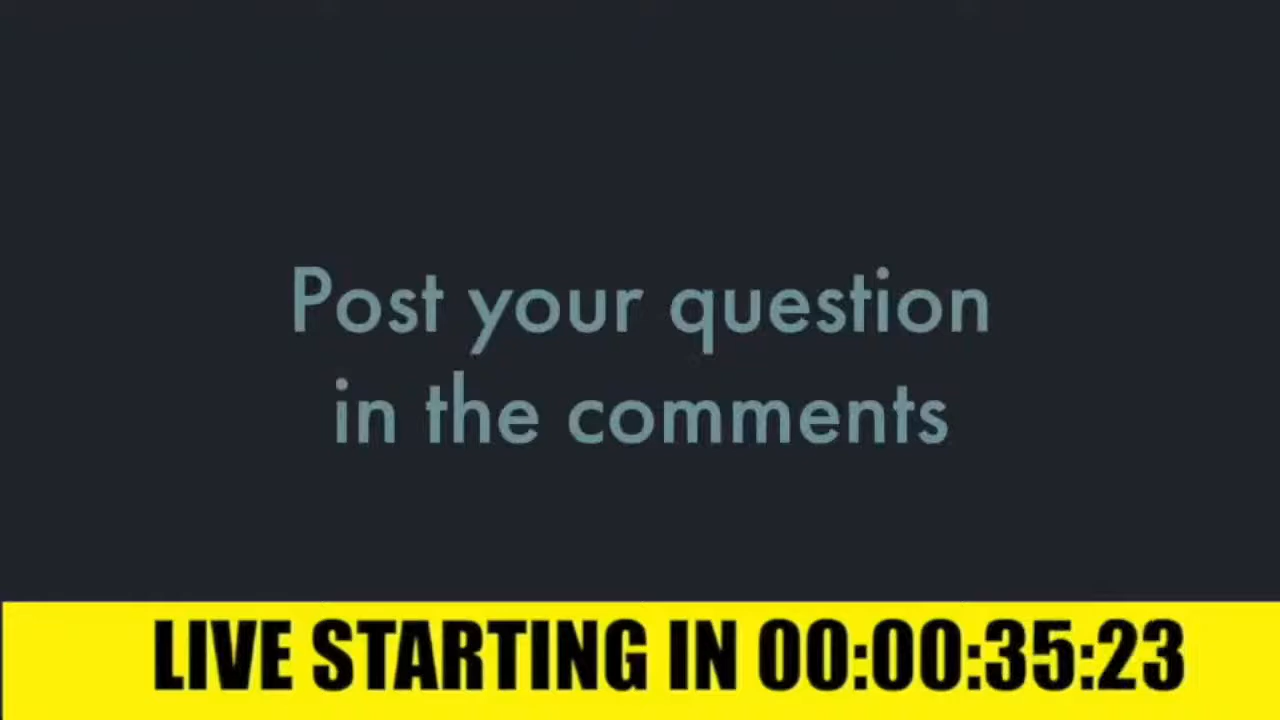 Post your question
in the comments
LIVE STARTING IN 00:00:35:23